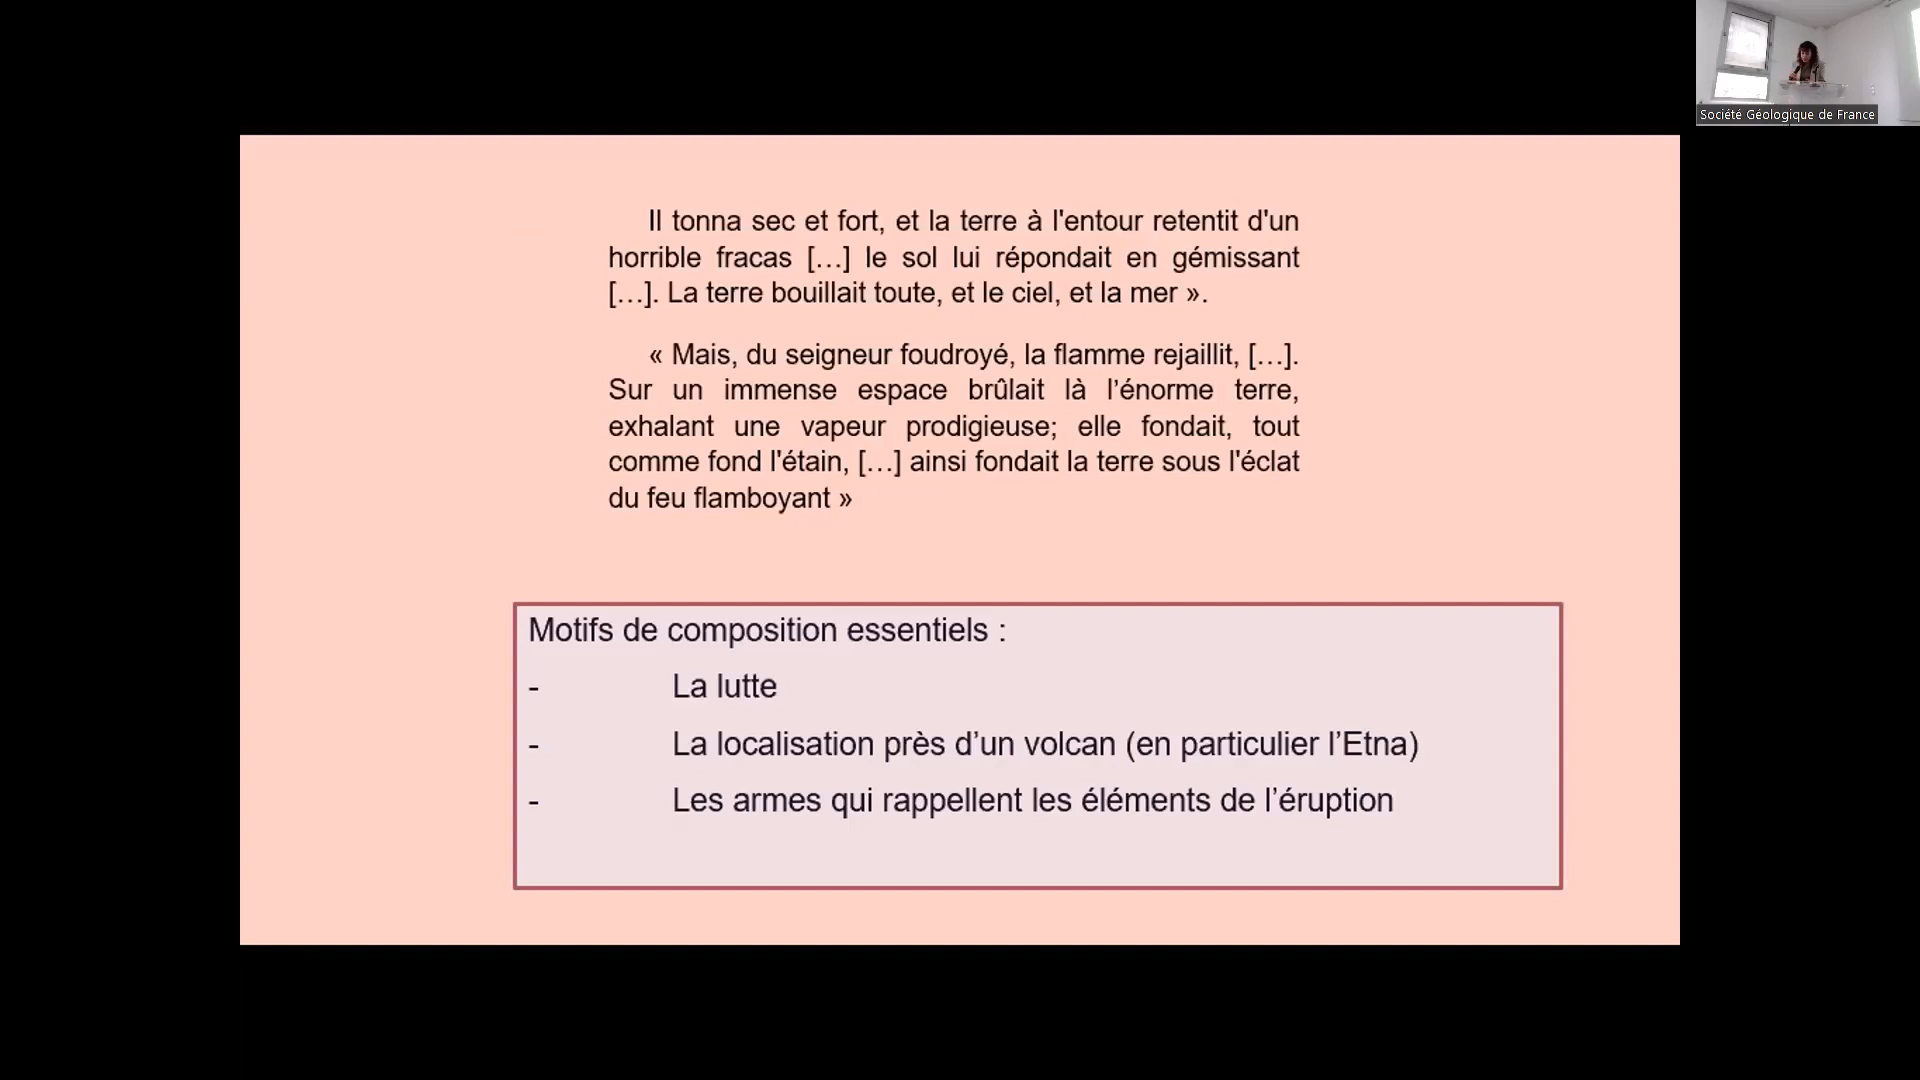 Société Géologique de France
Il tonna sec et fort, et la terre à l'entour retentit d'un
horrible fracas […] le sol lui répondait en gémissant
[…]. La terre bouillait toute, et le ciel, et la mer ».
« Mais, du seigneur foudroyé, la flamme rejaillit, […].
Sur un immense espace brûlait là l’énorme terre,
exhalant une vapeur prodigieuse; elle fondait, tout
comme fond l'étain, […] ainsi fondait la terre sous l'éclat
du feu flamboyant »
Motifs de composition essentiels :
- La lutte
- La localisation près d’un volcan (en particulier l’Etna)
- Les armes qui rappellent les éléments de l’éruption